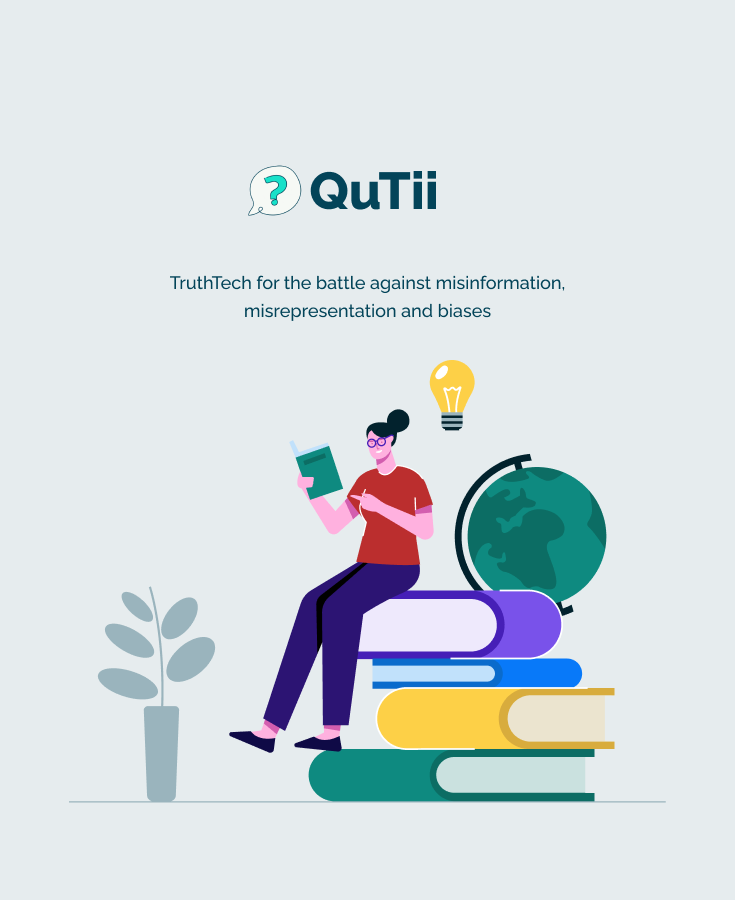 ? QuTii
TruthTech for the battle against misinformation,
misrepresentation and biases